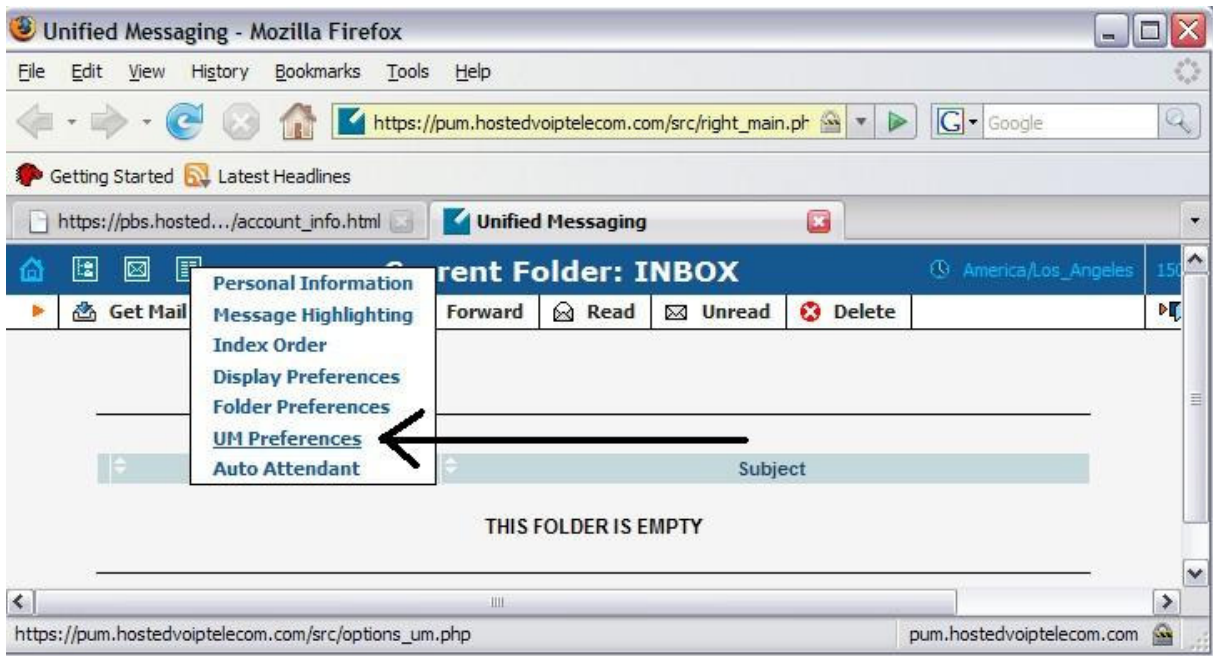 Unified Messaging - Mozilla Firefox
File Edit View History Bookmarks Tools Help
https://pum.hostedvoiptelecom.com/src/right_main.ph G Google
Getting Started Latest Headlines
https://pbs.hosted.../account_info.html Unified Messaging
rent Folder: INBOX America/Los_Angeles 150
Get Mail Forward Read Unread Delete
Personal Information
Message Highlighting
Index Order
Display Preferences
Folder Preferences
UM Preferences
Auto Attendant
Subject
THIS FOLDER IS EMPTY
https://pum.hostedvoiptelecom.com/src/options_um.php pum.hostedvoiptelecom.com